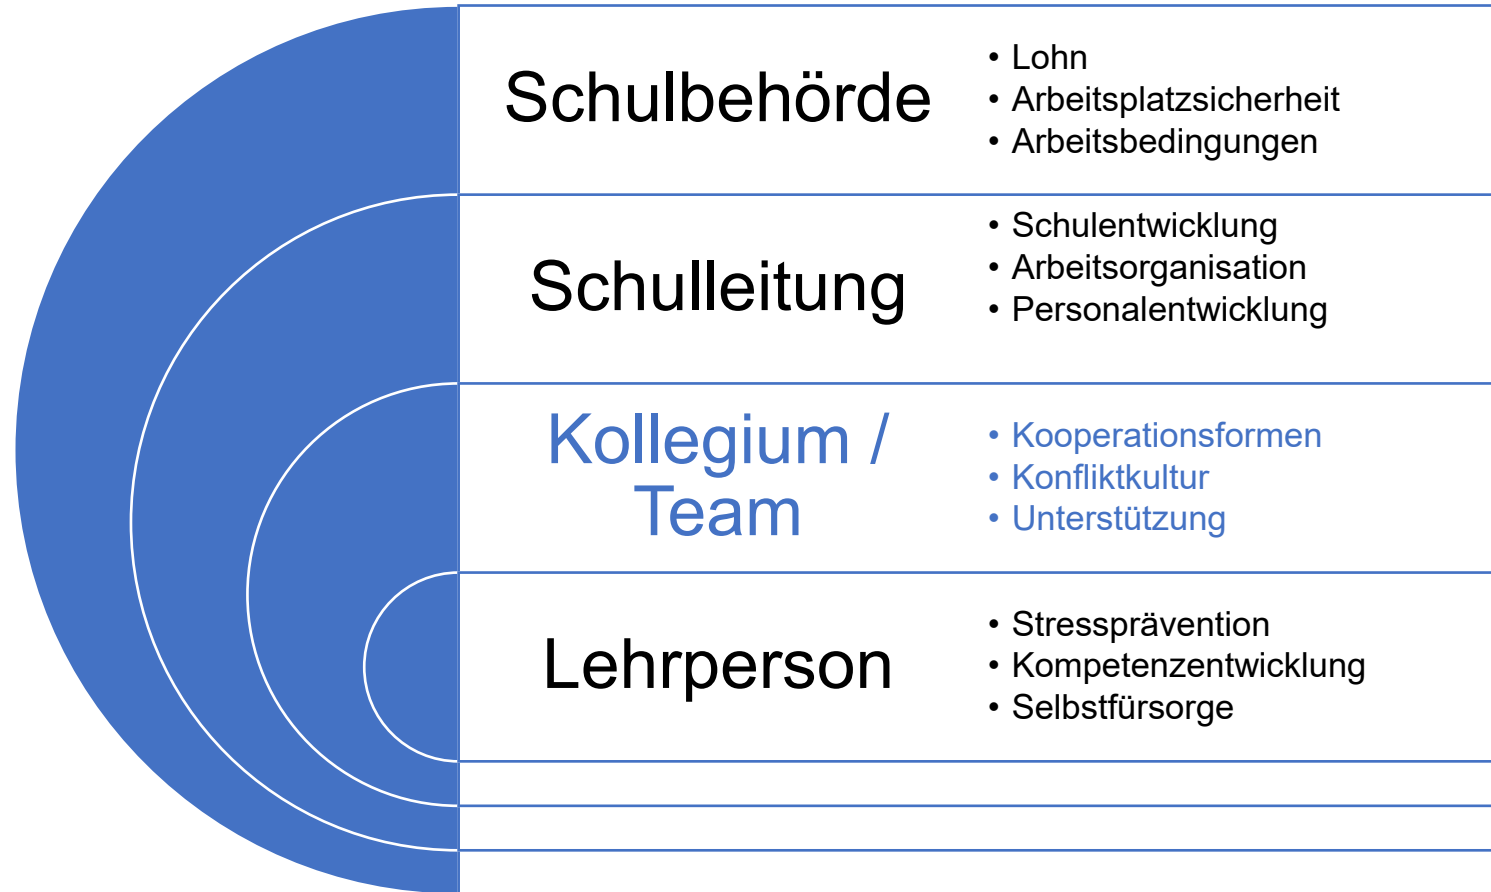 Schulbehörde
• Lohn
• Arbeitsplatzsicherheit
• Arbeitsbedingungen
Schulleitung
• Schulentwicklung
• Arbeitsorganisation
• Personalentwicklung
Kollegium /
Team
• Kooperationsformen
• Konfliktkultur
• Unterstützung
Lehrperson
• Stressprävention
• Kompetenzentwicklung
• Selbstfürsorge